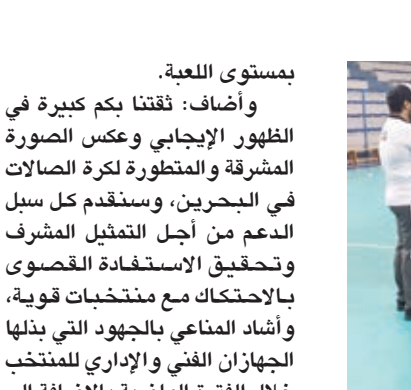 بمستوى اللعبة.
وأضاف: ثقتنا بكم كبيرة في
الظهور الإيجابي وعكس الصورة
المشرقة والمتطورة لكرة الصالات
في البحرين، وسنقدم كل سبل
الدعم من أجل التمثيل المشرف
وتحقيق الاستفادة القصوى
بالاحتكاك مع منتخبات قوية،
وأشاد المناعي بالجهود التي بذلها
الجهازان الفني والإداري للمنتخب